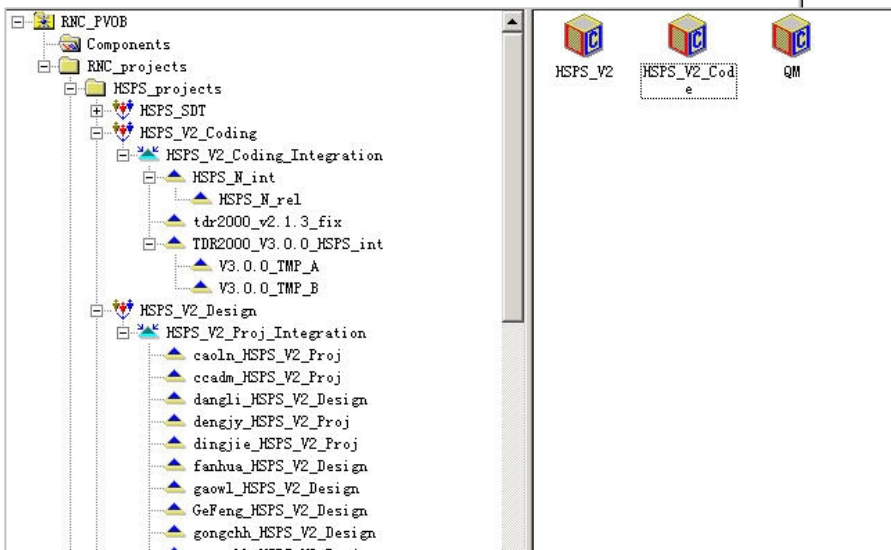 RNC_PVOB
Components
RNC_projects
HSPS_projects
HSPS_SDT
HSPS_V2_Coding
HSPS_V2_Coding_Integration
HSPS_N_int
HSPS_N_rel
tdr2000_v2.1.3_fix
TDR2000_V3.0.0_HSPS_int
V3.0.0_TMP_A
V3.0.0_TMP_B
HSPS_V2_Design
HSPS_V2_Proj_Integration
caoln_HSPS_V2_Proj
ccadm_HSPS_V2_Proj
dangli_HSPS_V2_Design
dengjy_HSPS_V2_Proj
dingjie_HSPS_V2_Proj
fanhua_HSPS_V2_Design
gaowl_HSPS_V2_Design
GeFeng_HSPS_V2_Design
gongchh_HSPS_V2_Design
HSPS_V2
HSPS_V2_Cod
e
QM